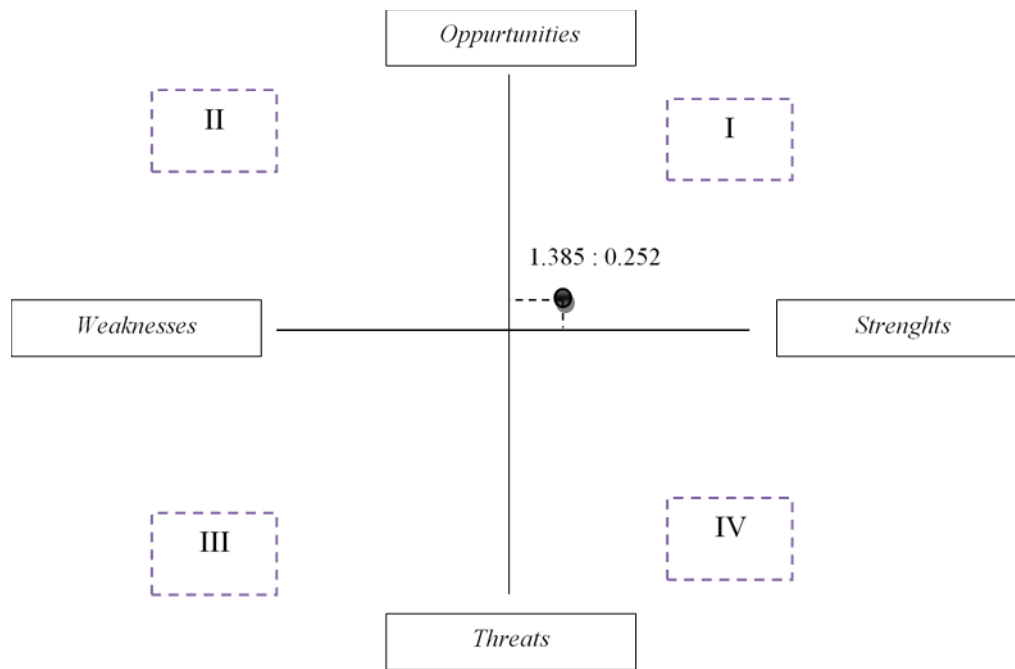 Oppurtunities
II
I
1.385 : 0.252
Weaknesses
Strenghts
III
IV
Threats